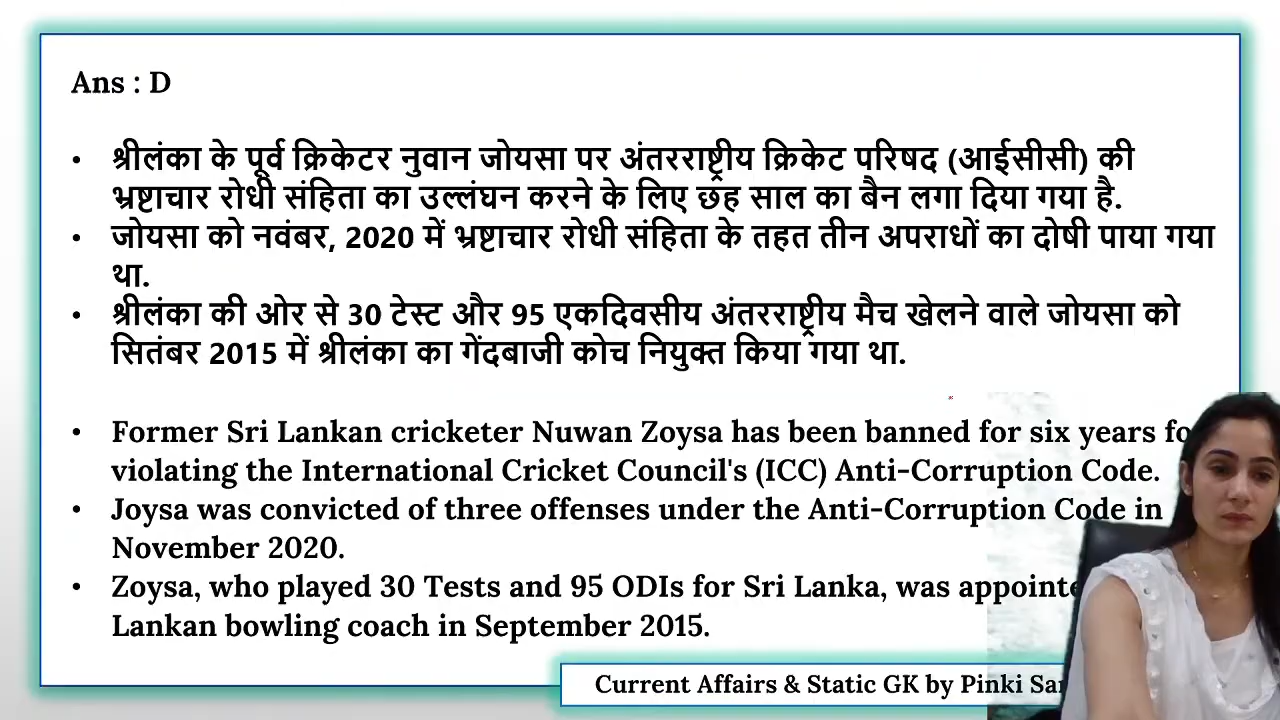 Ans : D
• श्रीलंका के पूर्व क्रिकेटर नुवान जोयसा पर अंतरराष्ट्रीय क्रिकेट परिषद (आईसीसी) की
भ्रष्टाचार रोधी संहिता का उल्लंघन करने के लिए छह साल का बैन लगा दिया गया है.
• जोयसा को नवंबर, 2020 में भ्रष्टाचार रोधी संहिता के तहत तीन अपराधों का दोषी पाया गया
था.
• श्रीलंका की ओर से 30 टेस्ट और 95 एकदिवसीय अंतरराष्ट्रीय मैच खेलने वाले जोयसा को
सितंबर 2015 में श्रीलंका का गेंदबाजी कोच नियुक्त किया गया था.
• Former Sri Lankan cricketer Nuwan Zoysa has been banned for six years
violating the International Cricket Council's (ICC) Anti-Corruption Code.
• Joysa was convicted of three offenses under the Anti-Corruption Code in
November 2020.
• Zoysa, who played 30 Tests and 95 ODIs for Sri Lanka, was
Lankan bowling coach in September 2015.
Current Affairs & Static GK by Pinki